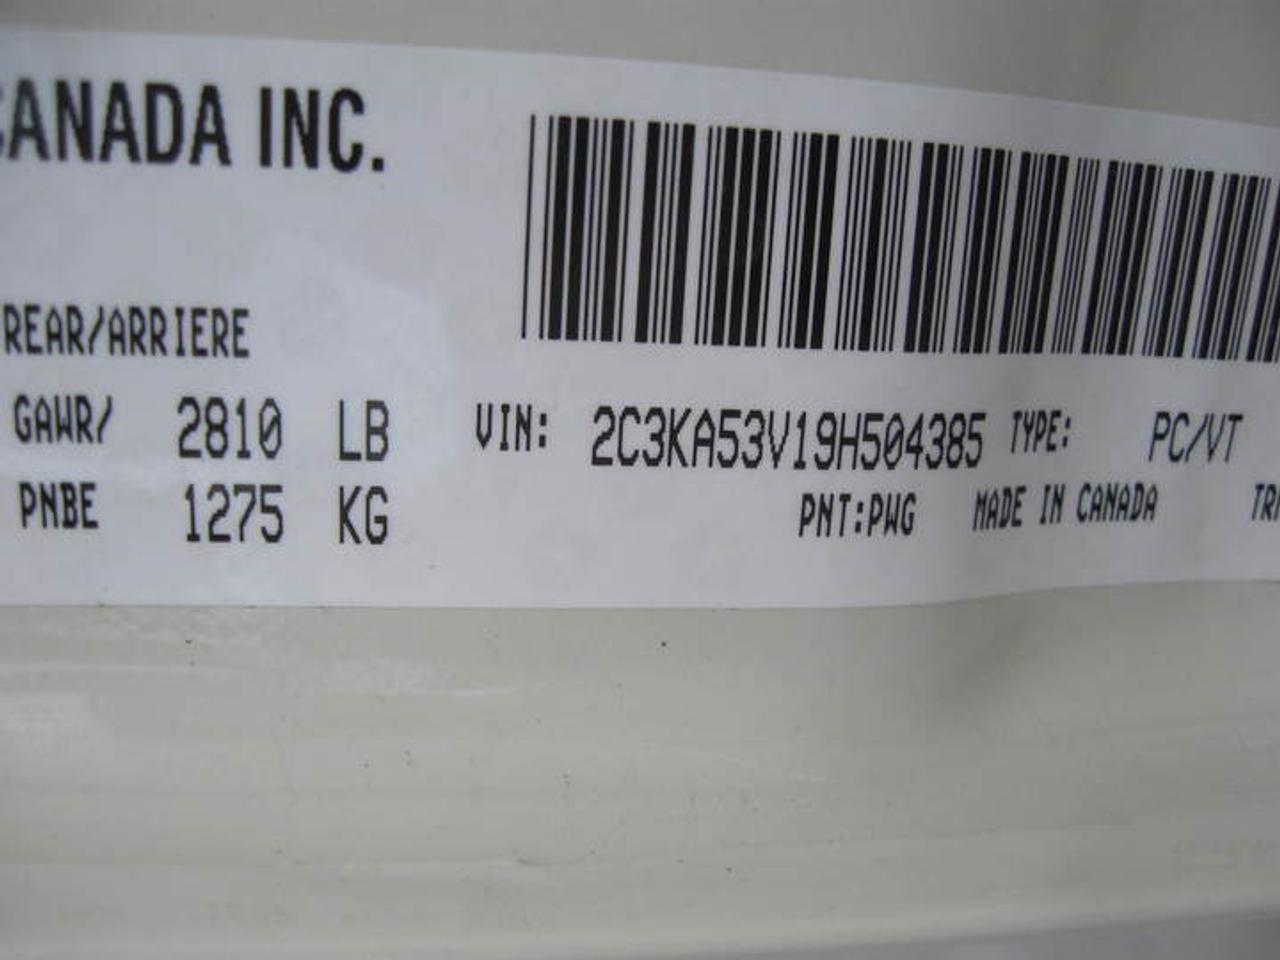 CANADA INC.
REAR/ARRIERE
GAWR/ 2810 LB VIN: 2C3KA53V19H504385 TYPE: PC/VT
PNBE 1275 KG PNT:PWG MADE IN CANADA